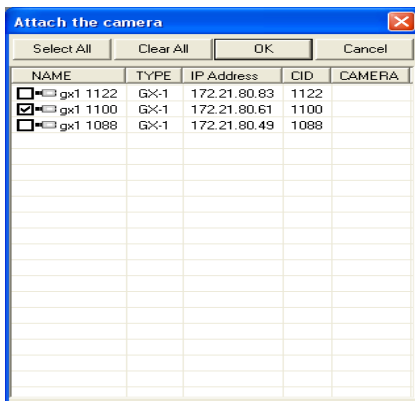 Attach the camera
Select All Clear All OK Cancel
NAME TYPE IP Address CID CAMERA
gx1 1122 GX-1 172.21.80.83 1122
gx1 1100 GX-1 172.21.80.61 1100
gx1 1088 GX-1 172.21.80.49 1088